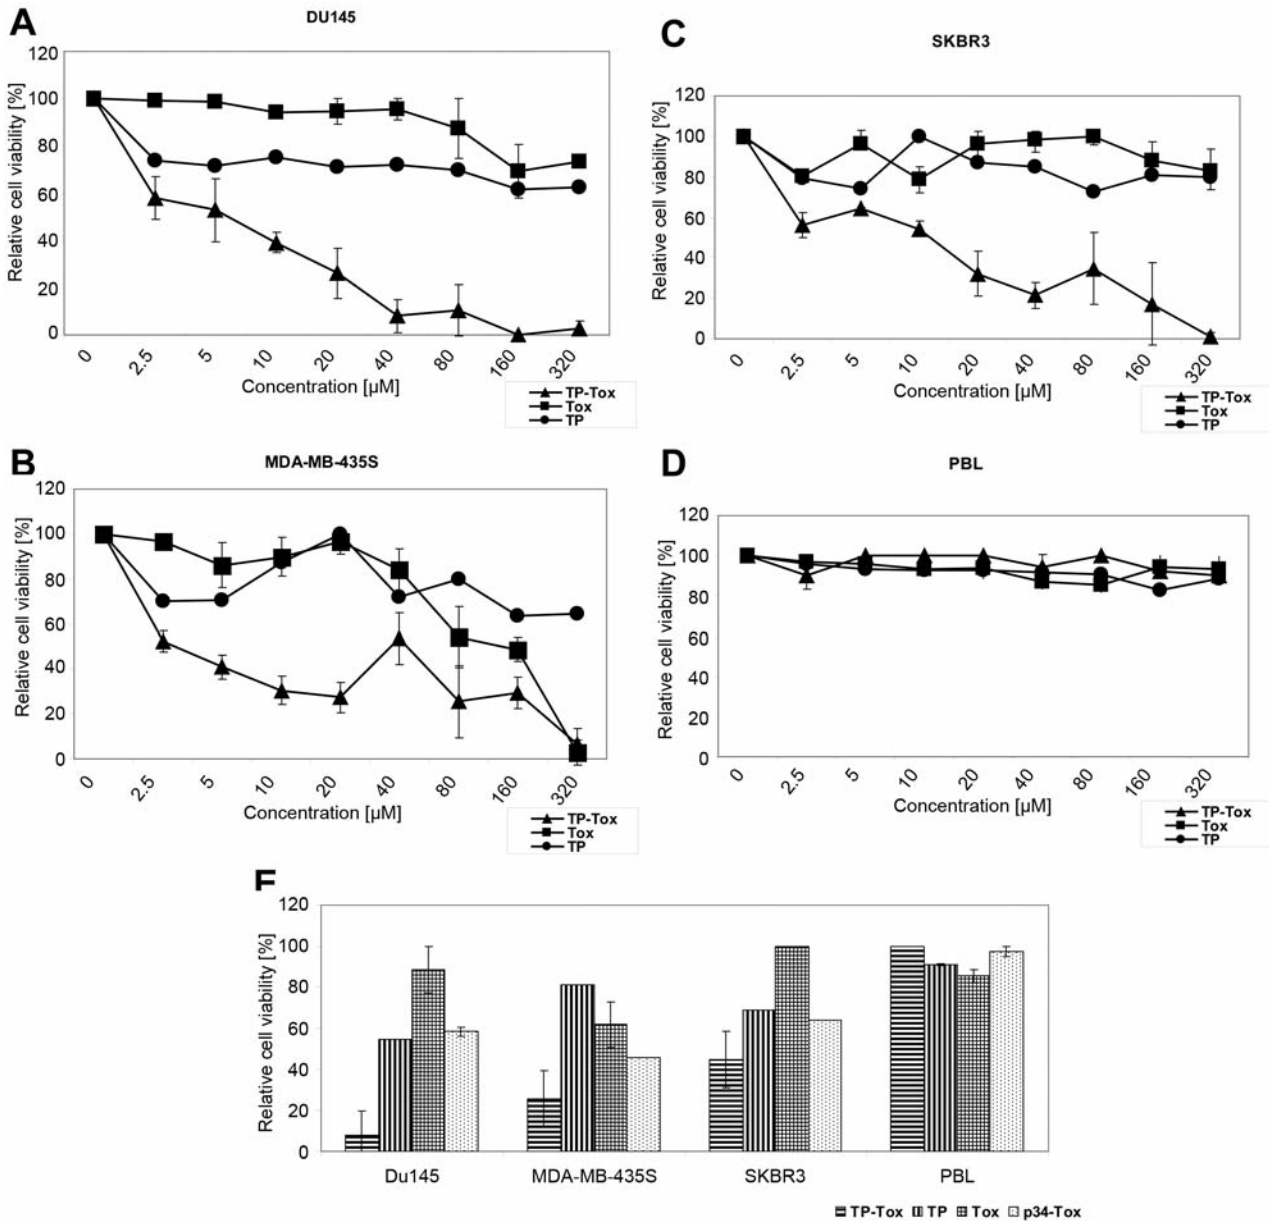 A
DU145
Relative cell viability [%]
120
100
80
60
40
20
0
0 2.5 5 10 20 40 80 160 320
Concentration [µM]
TP-Tox
Tox
TP
C
SKBR3
Relative cell viability [%]
120
100
80
60
40
20
0
0 2.5 5 10 20 40 80 160 320
Concentration [µM]
TP-Tox
Tox
TP
B
MDA-MB-435S
Relative cell viability [%]
120
100
80
60
40
20
0
0 2.5 5 10 20 40 80 160 320
Concentration [µM]
TP-Tox
Tox
TP
D
PBL
Relative cell viability [%]
120
100
80
60
40
20
0
0 2.5 5 10 20 40 80 160 320
Concentration [µM]
TP-Tox
Tox
TP
Relative cell viability [%]
120
100
80
60
40
20
0
Du145 MDA-MB-435S SKBR3 PBL
TP-Tox TP Tox p34-Tox